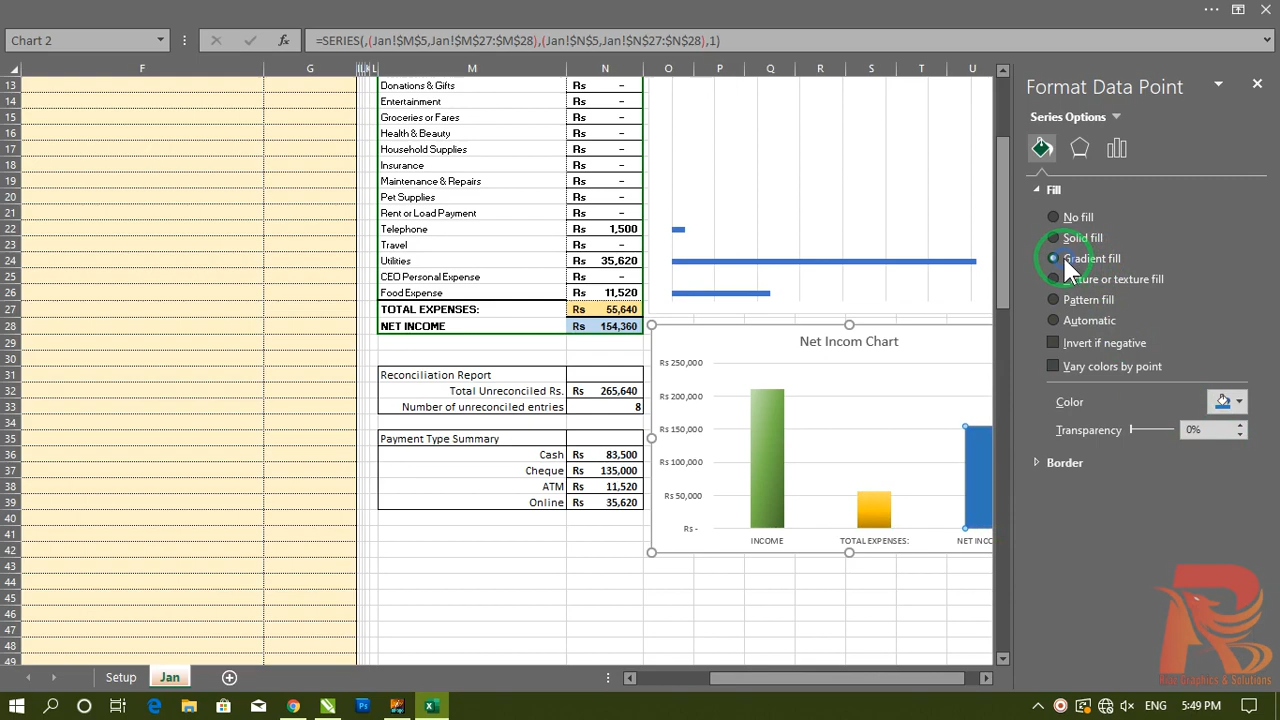 Chart 2
=SERIES(,(Jan!$M$5,Jan!$M$27:$M$28),(Jan!$N$5,Jan!$N$27:$N$28),1)
F G L M N O P Q R S T U
13 Donations & Gifts Rs -
14 Entertainment Rs -
15 Groceries or Fares Rs -
16 Health & Beauty Rs -
17 Household Supplies Rs -
18 Insurance Rs -
19 Maintenance & Repairs Rs -
20 Pet Supplies Rs -
21 Rent or Load Payment Rs -
22 Telephone Rs 1,500
23 Travel Rs -
24 Utilities Rs 35,620
25 CEO Personal Expense Rs -
26 Food Expense Rs 11,520
27 TOTAL EXPENSES: Rs 55,640
28 NET INCOME Rs 154,360
29
30
31 Reconciliation Report
32 Total Unreconciled Rs. Rs 265,640
33 Number of unreconciled entries 8
34
35 Payment Type Summary
36 Cash Rs 83,500
37 Cheque Rs 135,000
38 ATM Rs 11,520
39 Online Rs 35,620
40
41
42
43
44
45
46
47
48
49
Net Incom Chart
Rs 250,000
Rs 200,000
Rs 150,000
Rs 100,000
Rs 50,000
Rs -
INCOME TOTAL EXPENSES: NET INCO
Format Data Point
Series Options
Fill
No fill
Solid fill
Gradient fill
cture or texture fill
Pattern fill
Automatic
Invert if negative
Vary colors by point
Color
Transparency 0%
Border
Riaz Graphics & Solutions
Setup Jan
ENG 5:49 PM